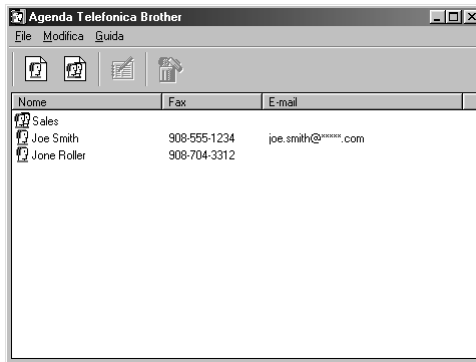 Agenda Telefonica Brother
File Modifica Guida
Nome Fax E-mail
Sales
Joe Smith 908-555-1234 joe.smith@*****.com
Jone Roller 908-704-3312